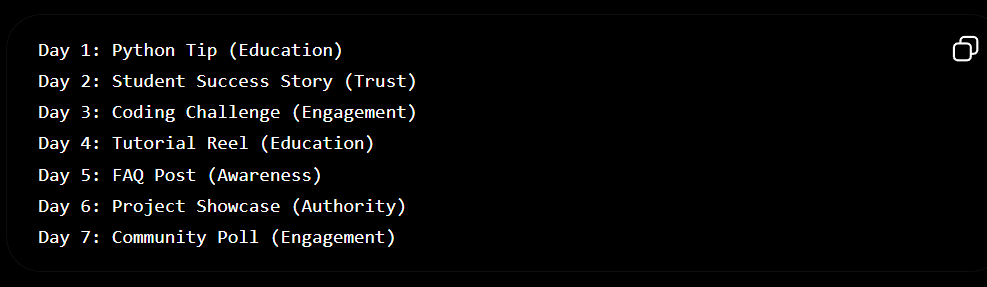 Day 1: Python Tip (Education)
Day 2: Student Success Story (Trust)
Day 3: Coding Challenge (Engagement)
Day 4: Tutorial Reel (Education)
Day 5: FAQ Post (Awareness)
Day 6: Project Showcase (Authority)
Day 7: Community Poll (Engagement)